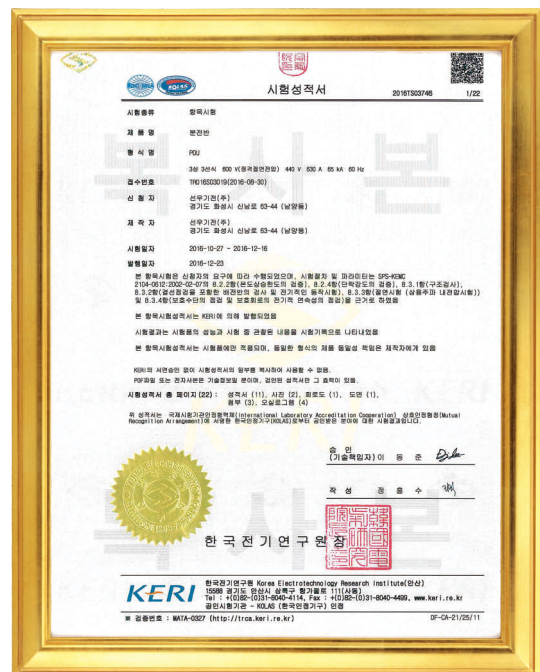 시험성적서
2016TS03746 1/22
시험종류 항목시험
제 품 명 분전반
형 식 명 PDU
3상 3선식 600 V(정격절연전압) 440 V 630 A 65 kA 60 Hz
접수번호 TR016S03019(2016-08-30)
신 청 자 선우기전(주)
경기도 화성시 신남로 63-44 (남양동)
제 작 자 선우기전(주)
경기도 화성시 신남로 63-44 (남양동)
시험일자 2016-10-27 ~ 2016-12-16
발행일자 2016-12-23
본 항목시험은 신청자의 요구에 따라 수행되었으며, 시험절차 및 파라미터는 SPS-KEMC
2104-0612:2002-02-07의 8.2.2항(온도상승한도의 검증), 8.2.4항(단락강도의 검증), 8.3.1항(구조검사),
8.3.2항(결선점검을 포함한 배전반의 검사 및 전기적인 동작시험), 8.3.3항(절연시험 (상용주파 내전압시험))
및 8.3.4항(보호수단의 점검 및 보호회로의 전기적 연속성의 점검)을 근거로 하였음
본 항목시험성적서는 KERI에 의해 발행되었음
시험결과는 시험품의 성능과 시험 중 관찰된 내용을 시험기록으로 나타내었음
본 항목시험성적서는 시험품에만 적용되며, 동일한 형식의 제품 동일성 책임은 제작자에게 있음
KERI의 서면승인 없이 시험성적서의 일부를 복사하여 사용할 수 없음.
PDF파일 또는 전자사본은 기술정보일 뿐이며, 검인된 성적서만 그 효력이 있음.
시험성적서 총 페이지(22) : 성적서 (11), 사진 (2), 회로도 (1), 도면 (1),
첨부 (3), 오실로그램 (4)
위 성적서는 국제시험기관인정협력체(International Laboratory Accreditation Cooperation) 상호인정협정(Mutual
Recognition Arrangement)에 서명한 한국인정기구(KOLAS)로부터 공인받은 분야에 대한 시험결과입니다.
승 인
(기술책임자) 이 동 준
작 성 정 흥 수
한국전기연구원장
KERI
한국전기연구원 Korea Electrotechnology Research Institute(안산)
15588 경기도 안산시 상록구 항가울로 111(사동)
Tel : +(0)82-(0)31-8040-4114, Fax : +(0)82-(0)31-8040-4499, www.keri.re.kr
공인시험기관 - KOLAS (한국인정기구) 인정
※ 검증번호 : MATA-0327 (http://trca.keri.re.kr)
DF-CA-21/25/11
복사본
복사본
KERI